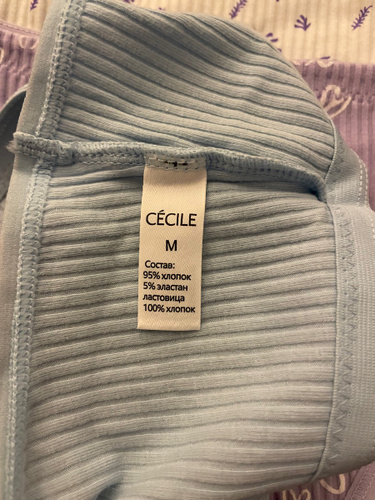 CÉCILE
M
Состав:
95% хлопок
5% эластан
ластовица
100% хлопок